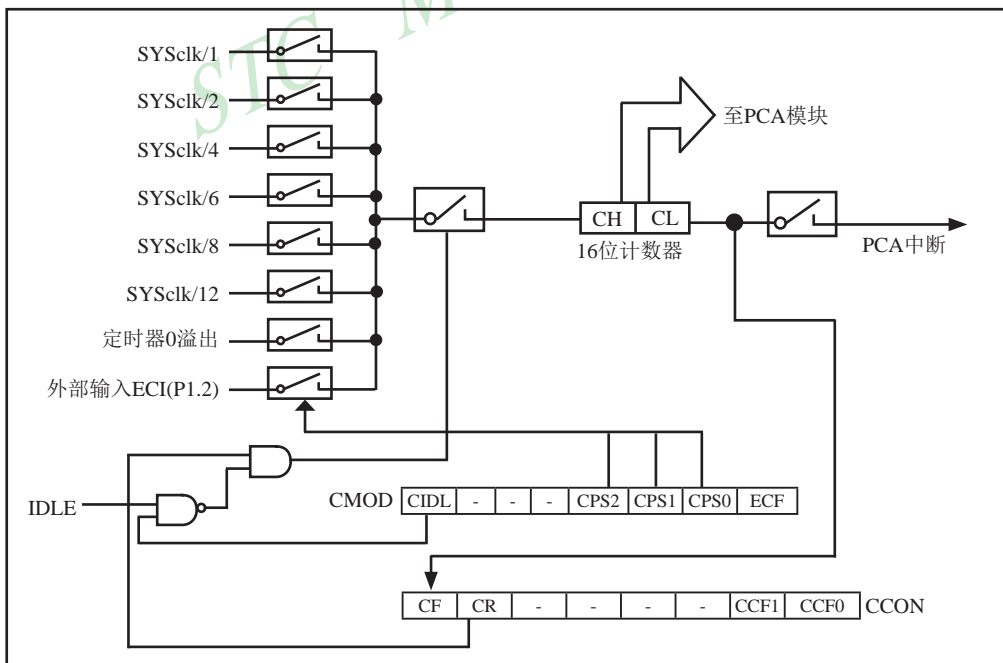 STC M
SYSclk/1
SYSclk/2
SYSclk/4
SYSclk/6
SYSclk/8
SYSclk/12
定时器0溢出
外部输入ECI(P1.2)
至PCA模块
CH CL
16位计数器
PCA中断
IDLE
CMOD CIDL - - - CPS2 CPS1 CPS0 ECF
CF CR - - - - CCF1 CCF0 CCON